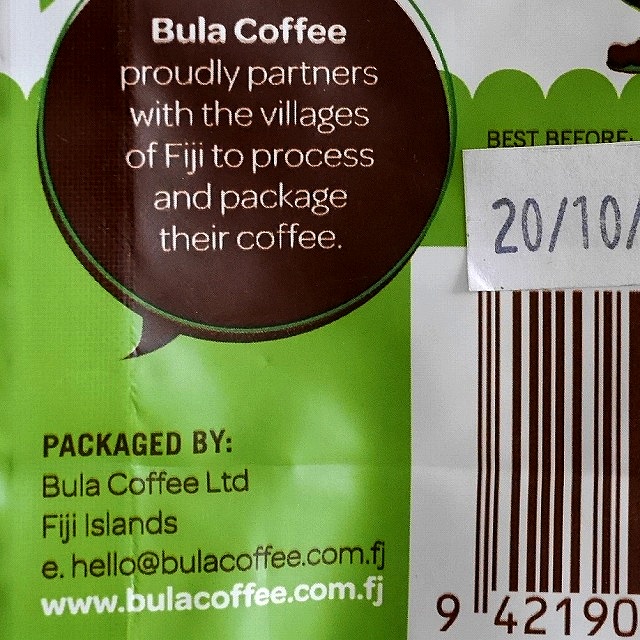 Bula Coffee
proudly partners
with the villages
of Fiji to process
and package
their coffee.
BEST BEFORE:
20/10/
PACKAGED BY:
Bula Coffee Ltd
Fiji Islands
e. hello@bulacoffee.com.fj
www.bulacoffee.com.fj
9 42190